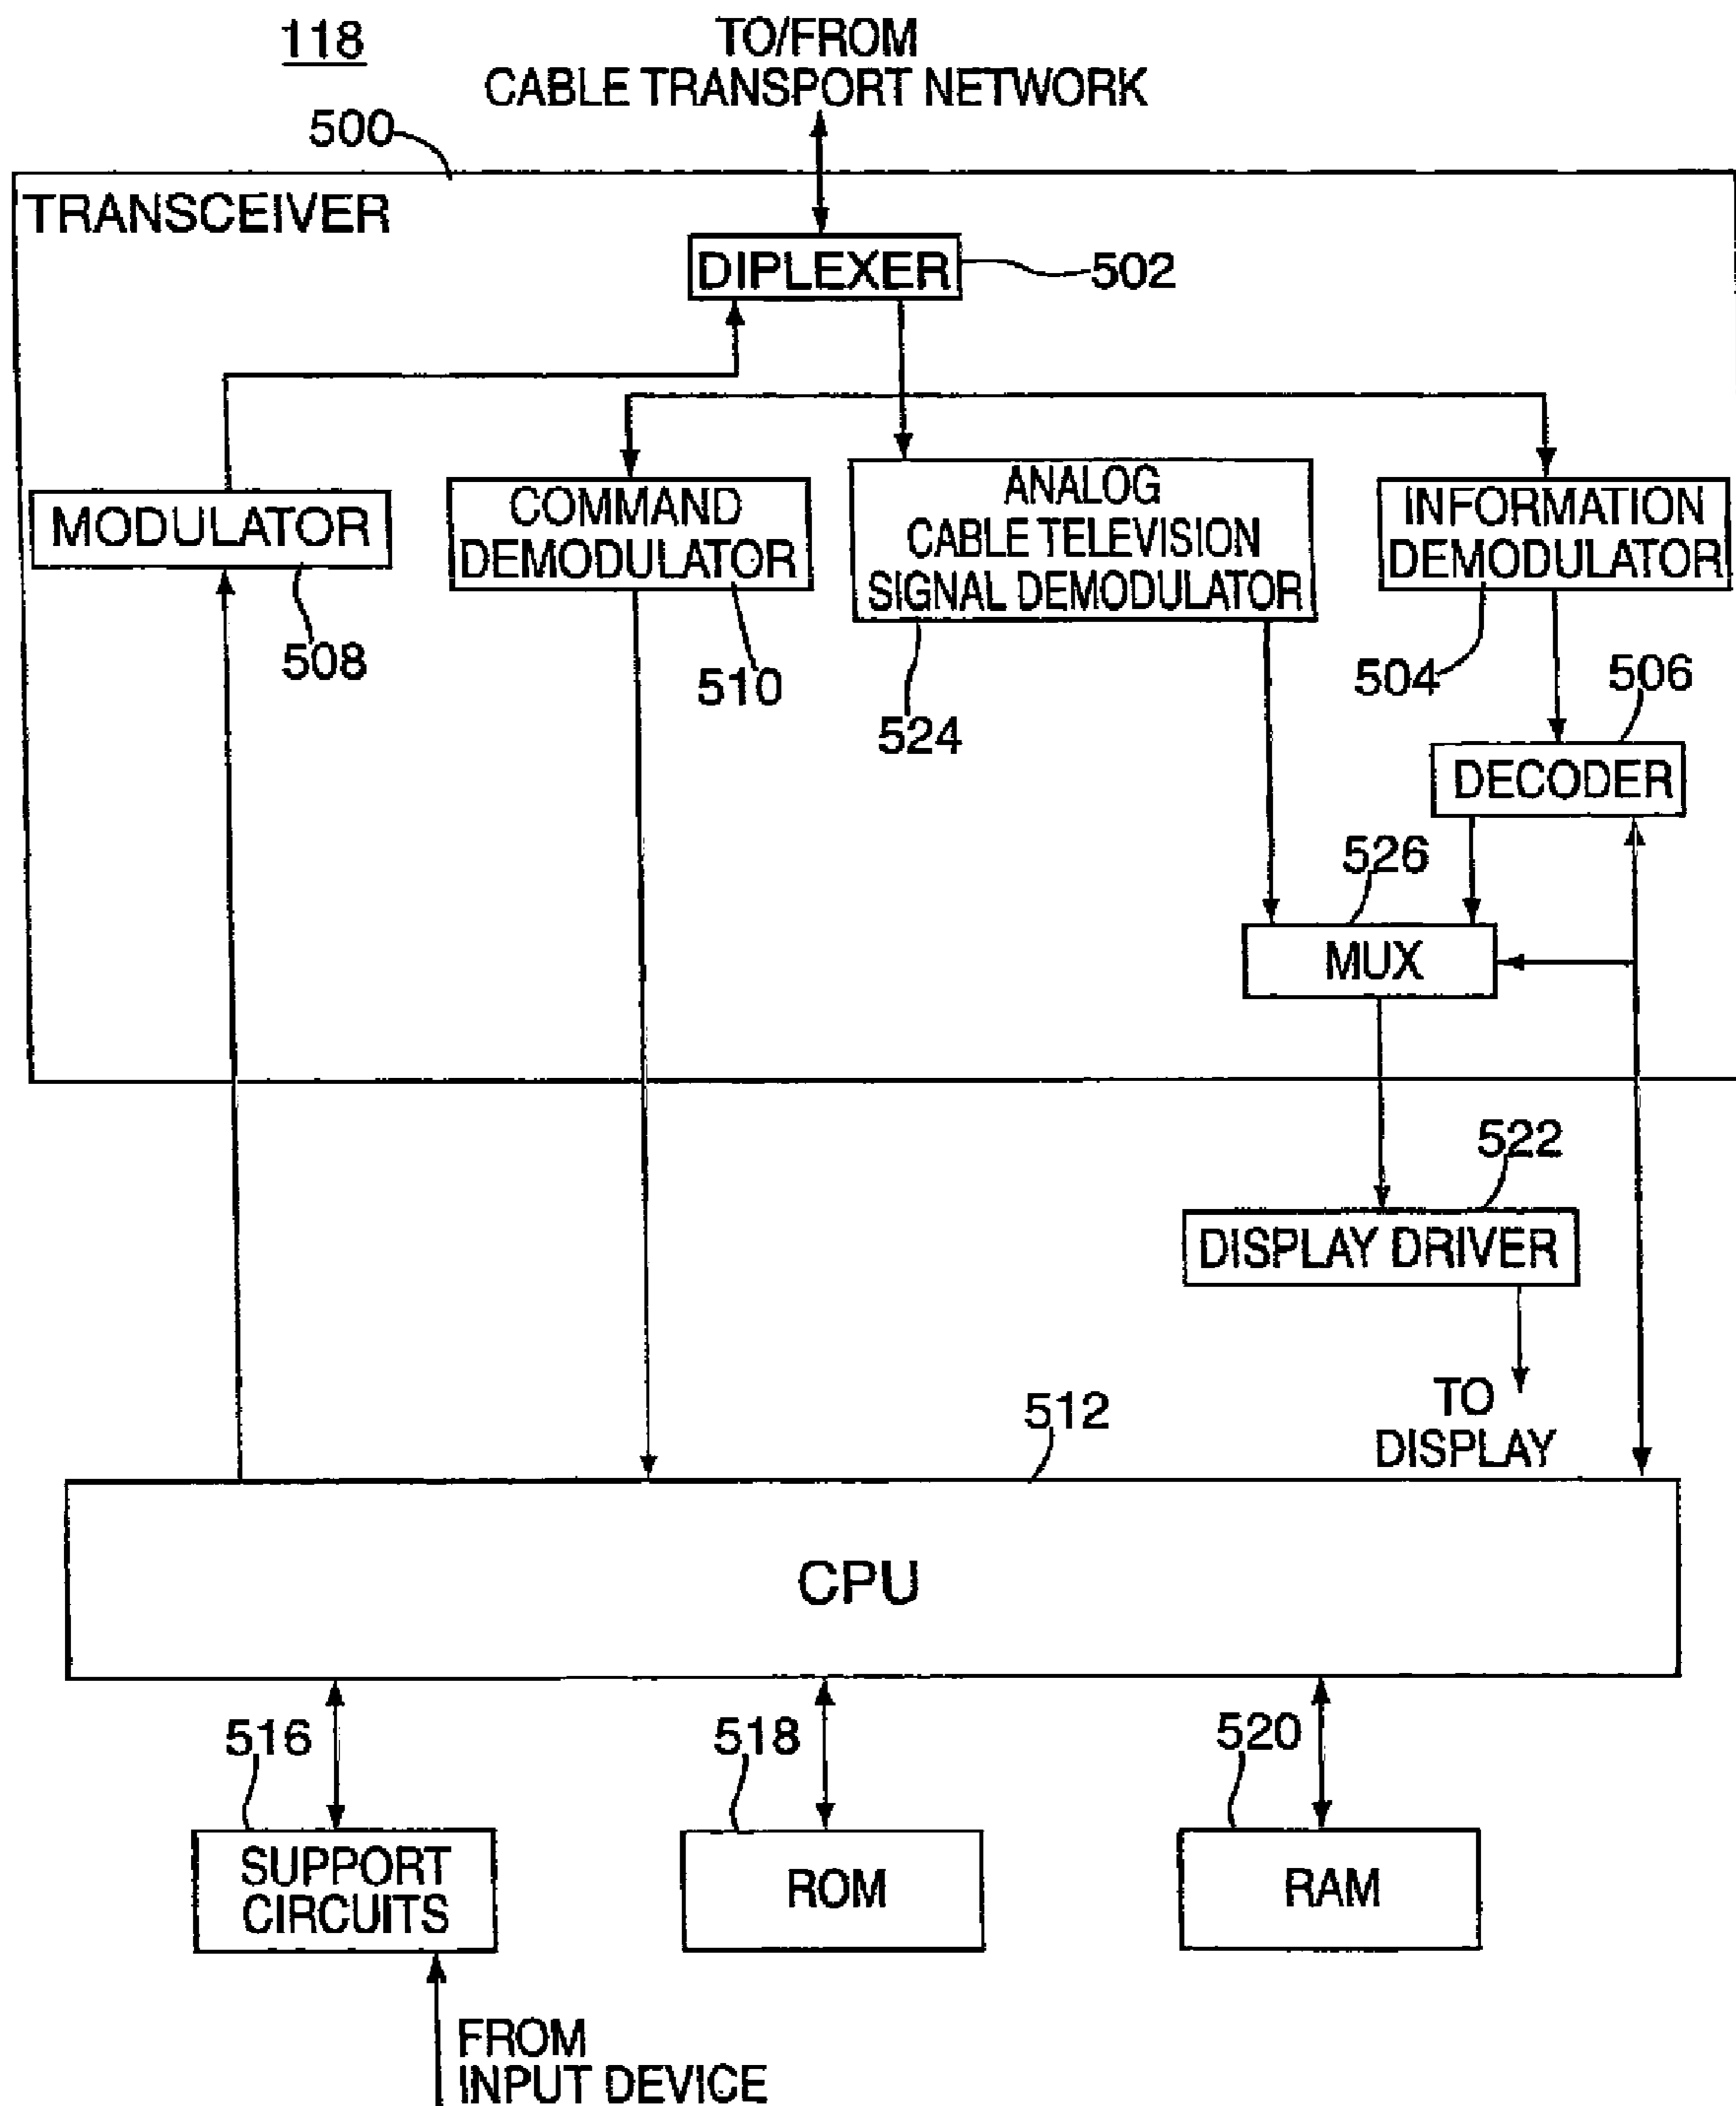 118
TO/FROM
CABLE TRANSPORT NETWORK
500
TRANSCEIVER
DIPLEXER
502
MODULATOR
508
COMMAND
DEMODULATOR
510
ANALOG
CABLE TELEVISION
SIGNAL DEMODULATOR
524
INFORMATION
DEMODULATOR
504
506
DECODER
526
MUX
522
DISPLAY DRIVER
TO
DISPLAY
512
CPU
516
518
520
SUPPORT
CIRCUITS
ROM
RAM
FROM
INPUT DEVICE